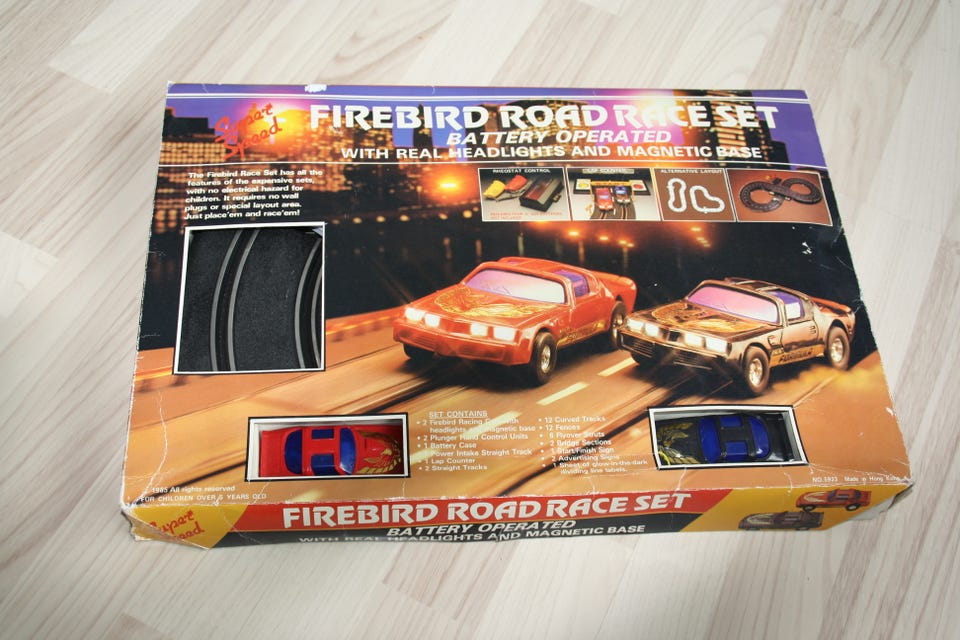 Super Speed
FIREBIRD ROAD RACE SET
BATTERY OPERATED
WITH REAL HEADLIGHTS AND MAGNETIC BASE
The Firebird Race Set has all the
features of the expensive sets,
with no electrical hazard for
children. It requires no wall
plugs or special layout area.
Just place'em and race'em!
RHEOSTAT CONTROL
LAP COUNTER
ALTERNATIVE LAYOUT
SET CONTAINS
• 2 Firebird Racing Cars with
headlights and magnetic base
• 2 Plunger Hand Control Units
• 1 Battery Case
Power Intake Straight Track
1 Lap Counter
• 2 Straight Tracks
• 12 Curved Tracks
• 12 Fences
• 6 Flyover Struts
• 2 Bridge Sections
• 1 Start/Finish Sign
• 2 Advertising Signs
• 1 Sheet of glow-in-the-dark
dividing line labels.
1985 All rights reserved
FOR CHILDREN OVER 5 YEARS OLD
NO.5933 Made in Hong Kong
Super Speed
FIREBIRD ROAD RACE SET
BATTERY OPERATED
WITH REAL HEADLIGHTS AND MAGNETIC BASE